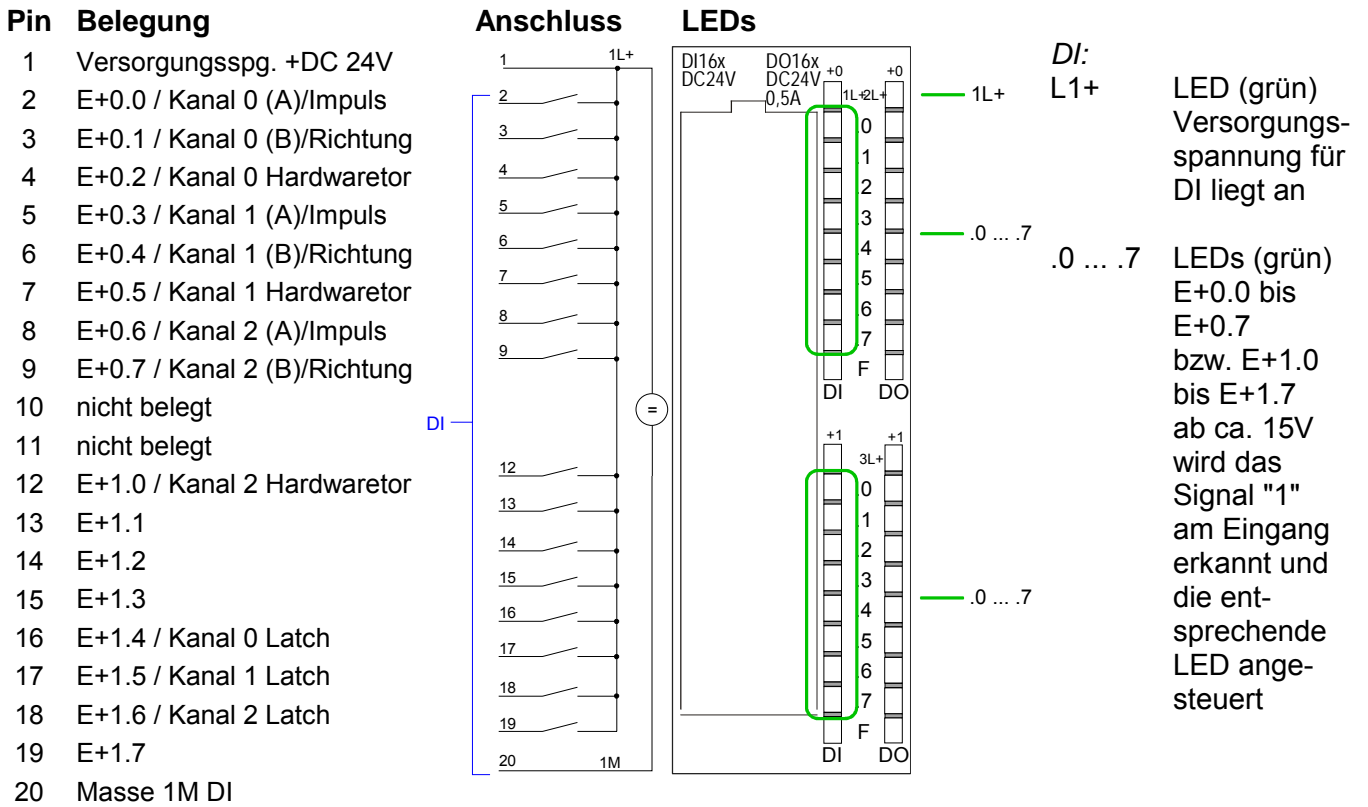 Pin Belegung Anschluss LEDs
1 Versorgungsspg. +DC 24V
2 E+0.0 / Kanal 0 (A)/Impuls
3 E+0.1 / Kanal 0 (B)/Richtung
4 E+0.2 / Kanal 0 Hardwaretor
5 E+0.3 / Kanal 1 (A)/Impuls
6 E+0.4 / Kanal 1 (B)/Richtung
7 E+0.5 / Kanal 1 Hardwaretor
8 E+0.6 / Kanal 2 (A)/Impuls
9 E+0.7 / Kanal 2 (B)/Richtung
10 nicht belegt
11 nicht belegt
12 E+1.0 / Kanal 2 Hardwaretor
13 E+1.1
14 E+1.2
15 E+1.3
16 E+1.4 / Kanal 0 Latch
17 E+1.5 / Kanal 1 Latch
18 E+1.6 / Kanal 2 Latch
19 E+1.7
20 Masse 1M DI
DI
1 1L+
2
3
4
5
6
7
8
9
=
12
13
14
15
16
17
18
19
20 1M
DI16x
DC24V
DO16x
DC24V
0,5A
+0 +0
1L+ 2L+
.0
.1
.2
.3
.4
.5
.6
.7
F
DI DO
+1 +1
3L+
.0
.1
.2
.3
.4
.5
.6
.7
F
DI DO
1L+
.0 ... .7
.0 ... .7
DI:
L1+ LED (grün)
Versorgungs-
spannung für
DI liegt an
.0 ... .7 LEDs (grün)
E+0.0 bis
E+0.7
bzw. E+1.0
bis E+1.7
ab ca. 15V
wird das
Signal "1"
am Eingang
erkannt und
die ent-
sprechende
LED ange-
steuert